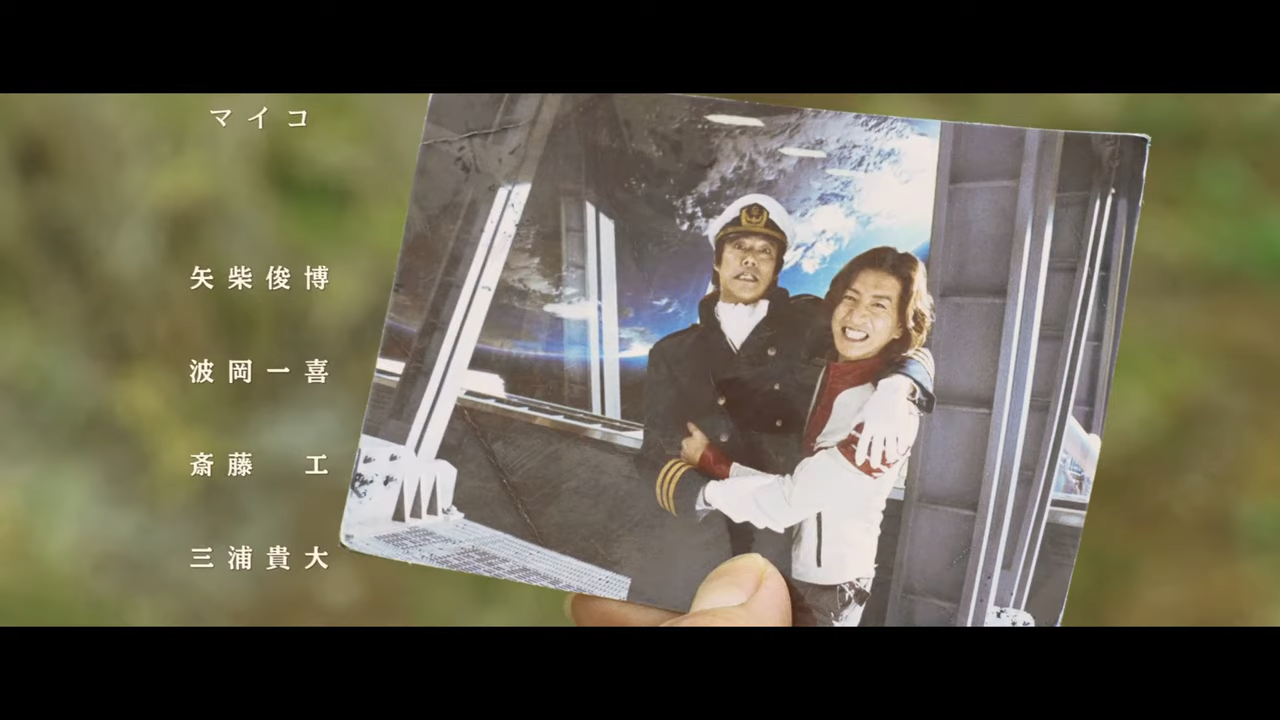 マイコ
矢柴俊博
波岡一喜
斎藤　工
三浦貴大